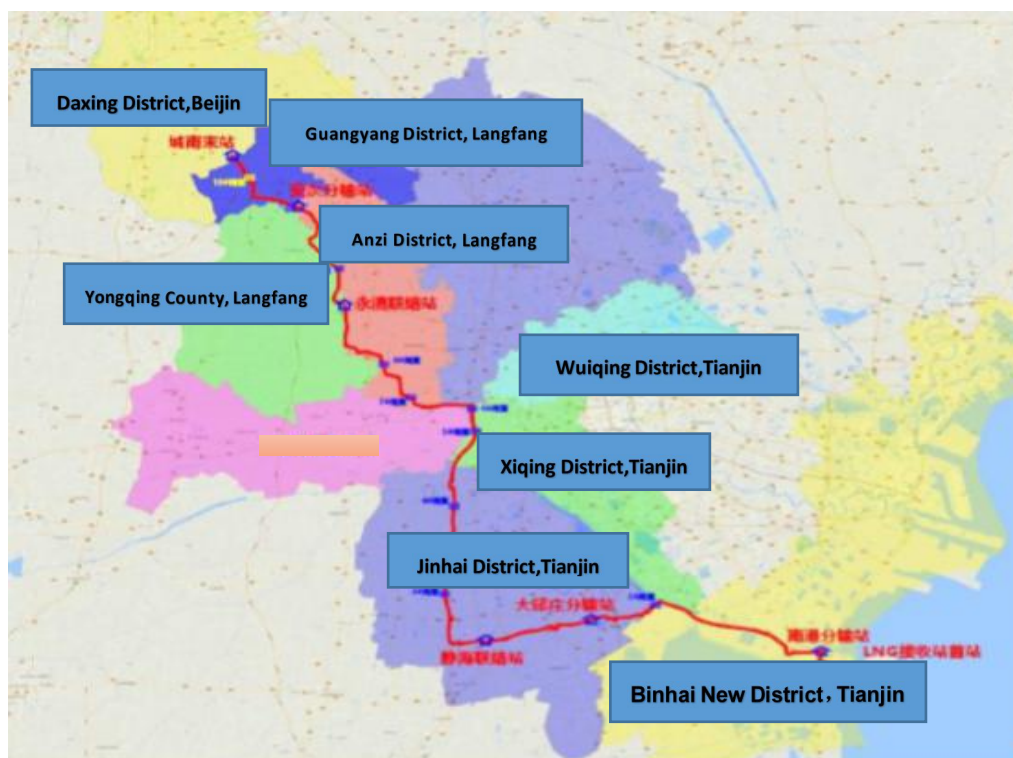 Daxing District,Beijin
Guangyang District, Langfang
城南末站
分输站
Anzi District, Langfang
Yongqing County, Langfang
永清联络站
Wuiqing District,Tianjin
Xiqing District,Tianjin
Jinhai District,Tianjin
大邱庄分输站
静海联络站
南港分输站
LNG接收站首站
Binhai New District，Tianjin